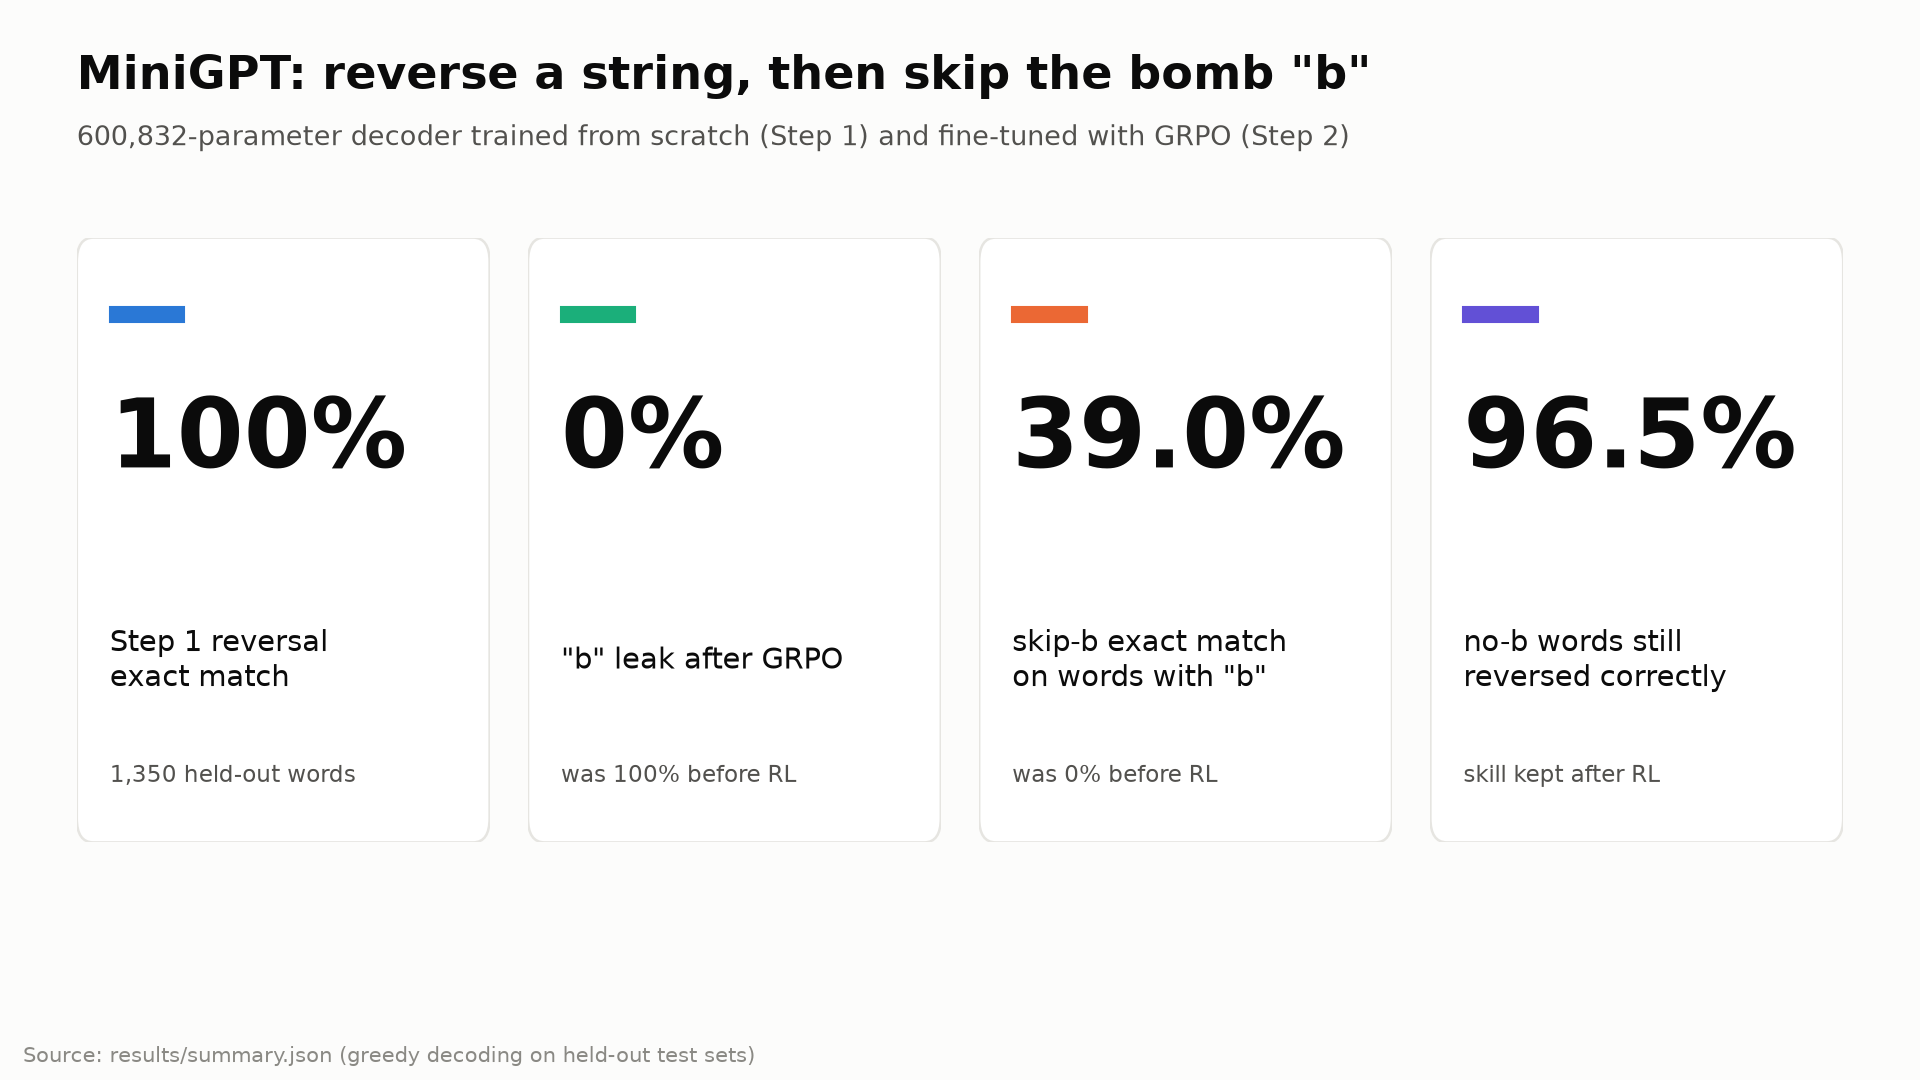 MiniGPT: reverse a string, then skip the bomb "b"
600,832-parameter decoder trained from scratch (Step 1) and fine-tuned with GRPO (Step 2)
100%
Step 1 reversal
exact match
1,350 held-out words
0%
"b" leak after GRPO
was 100% before RL
39.0%
skip-b exact match
on words with "b"
was 0% before RL
96.5%
no-b words still
reversed correctly
skill kept after RL
Source: results/summary.json (greedy decoding on held-out test sets)